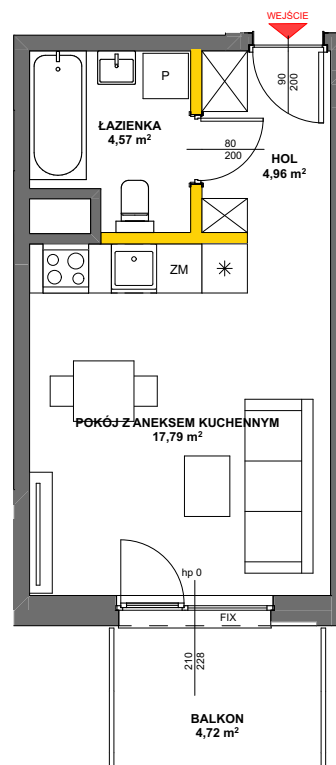 WEJŚCIE
90
200
P
ŁAZIENKA
4,57 m²
80
200
HOL
4,96 m²
ZM
POKÓJ Z ANEKSEM KUCHENNYM
17,79 m²
hp 0
FIX
210
228
BALKON
4,72 m²